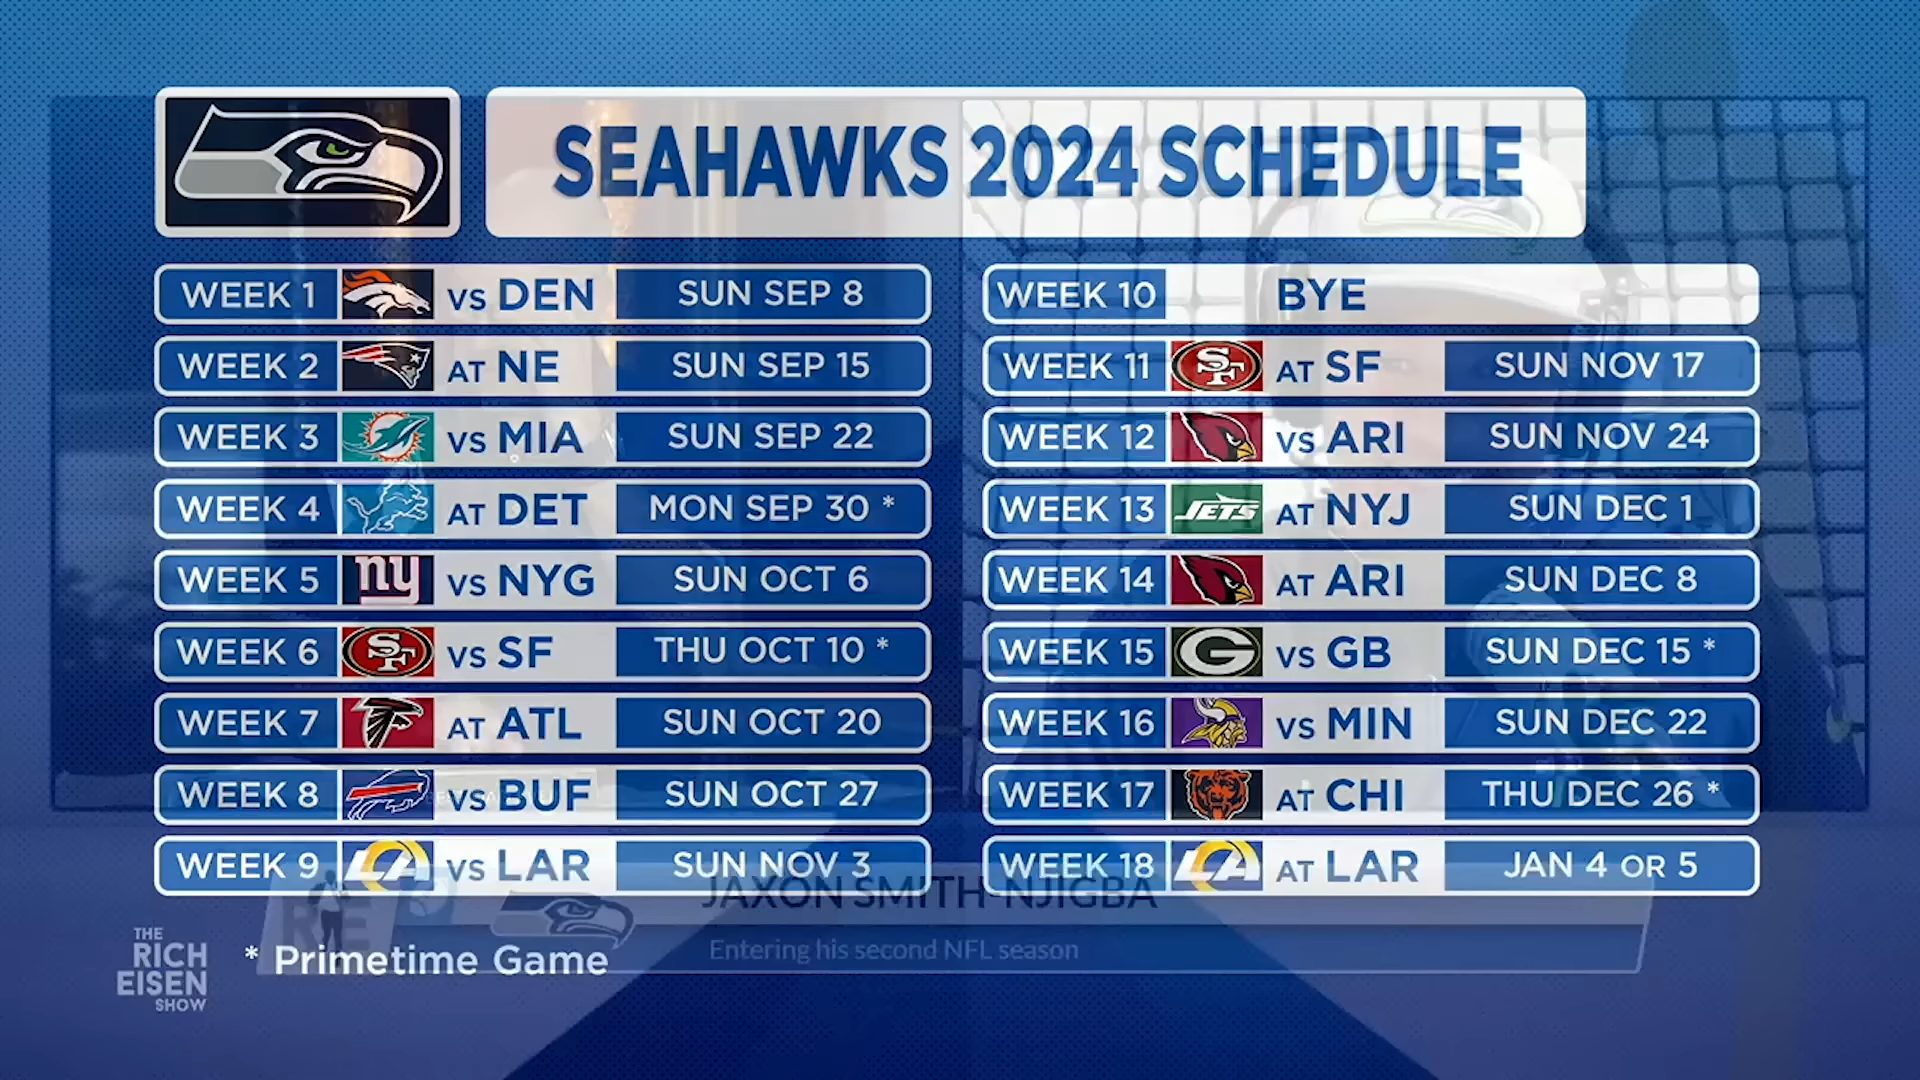 SEAHAWKS 2024 SCHEDULE
WEEK 1 VS DEN SUN SEP 8
WEEK 2 AT NE SUN SEP 15
WEEK 3 VS MIA SUN SEP 22
WEEK 4 AT DET MON SEP 30 *
WEEK 5 ny VS NYG SUN OCT 6
WEEK 6 SF VS SF THU OCT 10 *
WEEK 7 AT ATL SUN OCT 20
WEEK 8 VS BUF SUN OCT 27
WEEK 9 LA VS LAR SUN NOV 3
WEEK 10 BYE
WEEK 11 SF AT SF SUN NOV 17
WEEK 12 VS ARI SUN NOV 24
WEEK 13 JETS AT NYJ SUN DEC 1
WEEK 14 AT ARI SUN DEC 8
WEEK 15 G VS GB SUN DEC 15 *
WEEK 16 VS MIN SUN DEC 22
WEEK 17 AT CHI THU DEC 26 *
WEEK 18 LA AT LAR JAN 4 OR 5
JAXON SMITH-NJIGBA
Entering his second NFL season
* Primetime Game
THE
RICH
EISEN
SHOW